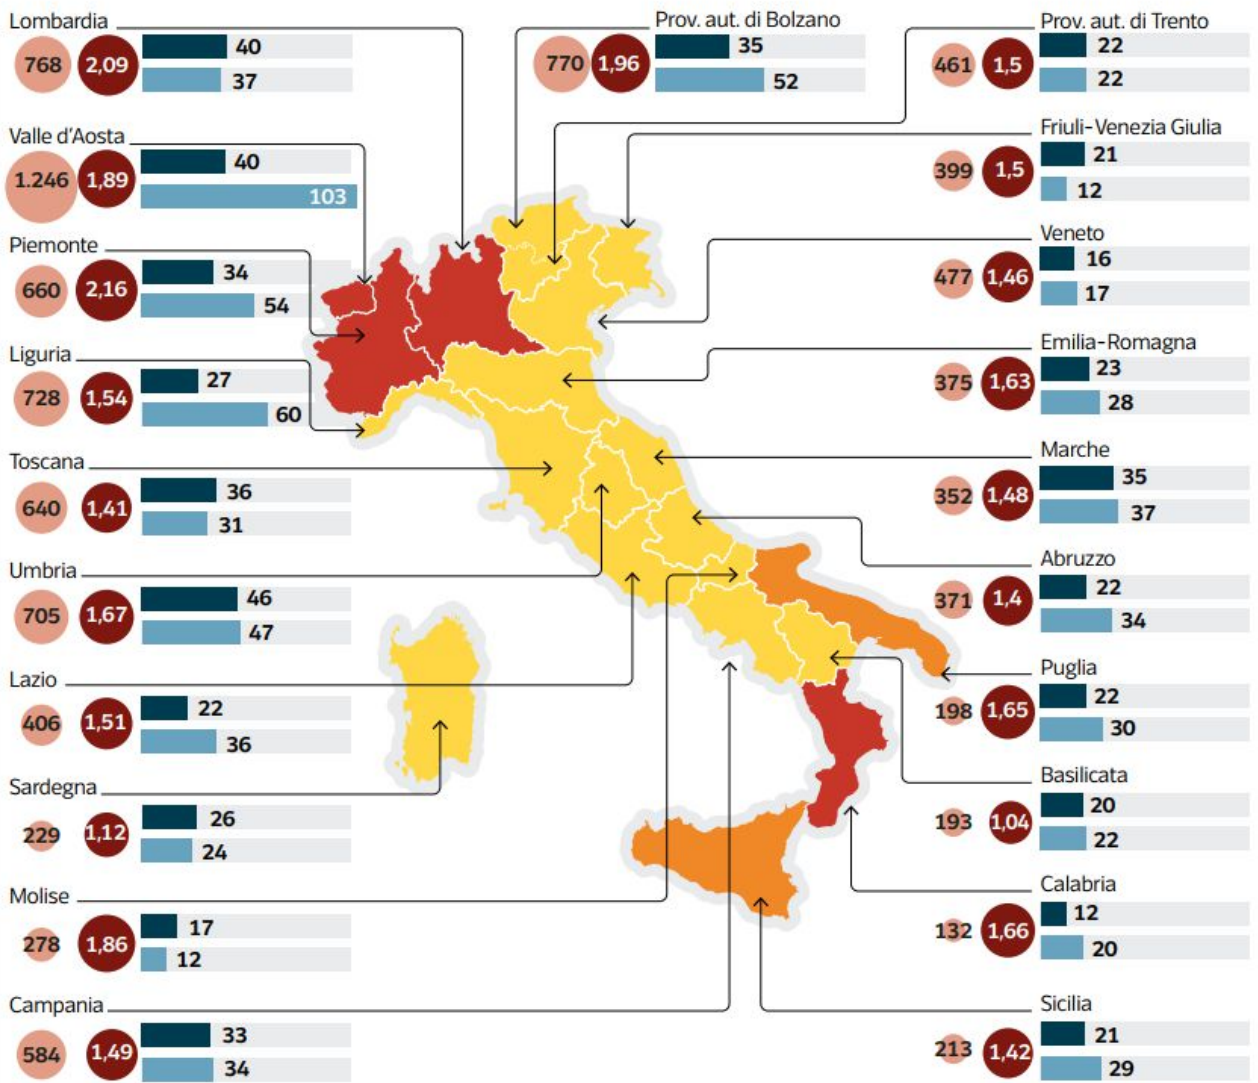 Lombardia
768 2,09 40
37
Valle d'Aosta
1.246 1,89 40
103
Piemonte
660 2,16 34
54
Liguria
728 1,54 27
60
Toscana
640 1,41 36
31
Umbria
705 1,67 46
47
Lazio
406 1,51 22
36
Sardegna
229 1,12 26
24
Molise
278 1,86 17
12
Campania
584 1,49 33
34
Prov. aut. di Bolzano
770 1,96 35
52
Prov. aut. di Trento
461 1,5 22
22
Friuli-Venezia Giulia
399 1,5 21
12
Veneto
477 1,46 16
17
Emilia-Romagna
375 1,63 23
28
Marche
352 1,48 35
37
Abruzzo
371 1,4 22
34
Puglia
198 1,65 22
30
Basilicata
193 1,04 20
22
Calabria
132 1,66 12
20
Sicilia
213 1,42 21
29